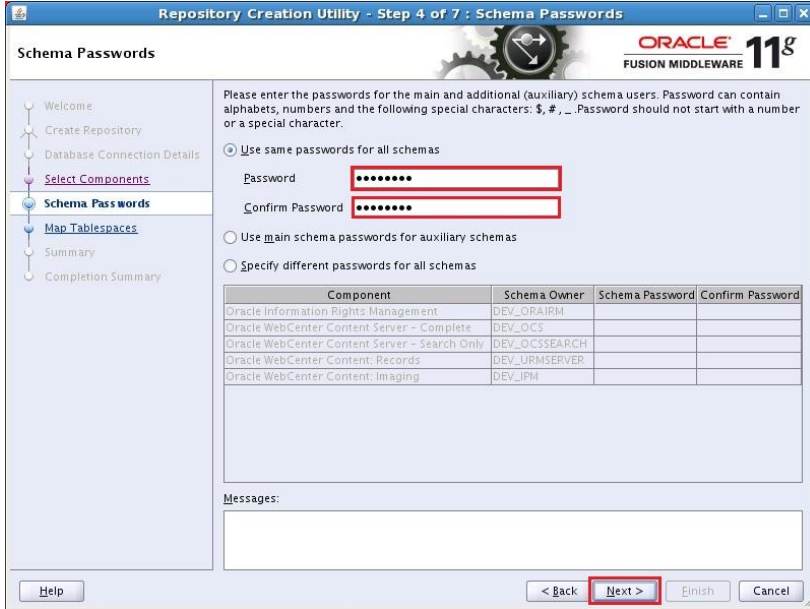 Repository Creation Utility - Step 4 of 7 : Schema Passwords
Schema Passwords
ORACLE
FUSION MIDDLEWARE
11g
Welcome
Create Repository
Database Connection Details
Select Components
Schema Passwords
Map Tablespaces
Summary
Completion Summary
Please enter the passwords for the main and additional (auxiliary) schema users. Password can contain
alphabets, numbers and the following special characters: $, # , _ .Password should not start with a number
or a special character.
Use same passwords for all schemas
Password ••••••••
Confirm Password ••••••••
Use main schema passwords for auxiliary schemas
Specify different passwords for all schemas
Component Schema Owner Schema Password Confirm Password
Oracle Information Rights Management DEV_ORAIRM
Oracle WebCenter Content Server - Complete DEV_OCS
Oracle WebCenter Content Server - Search Only DEV_OCSSEARCH
Oracle WebCenter Content: Records DEV_URMSERVER
Oracle WebCenter Content: Imaging DEV_IPM
Messages:
Help < Back Next > Finish Cancel